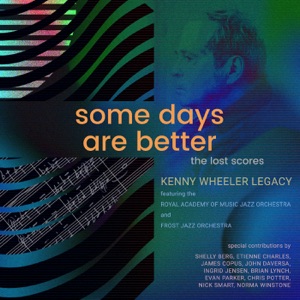 some days
are better
the lost scores
KENNY WHEELER LEGACY
featuring the
ROYAL ACADEMY OF MUSIC JAZZ ORCHESTRA
and
FROST JAZZ ORCHESTRA
special contributions by
SHELLY BERG, ETIENNE CHARLES,
JAMES COPUS, JOHN DAVERSA,
INGRID JENSEN, BRIAN LYNCH,
EVAN PARKER, CHRIS POTTER,
NICK SMART, NORMA WINSTONE